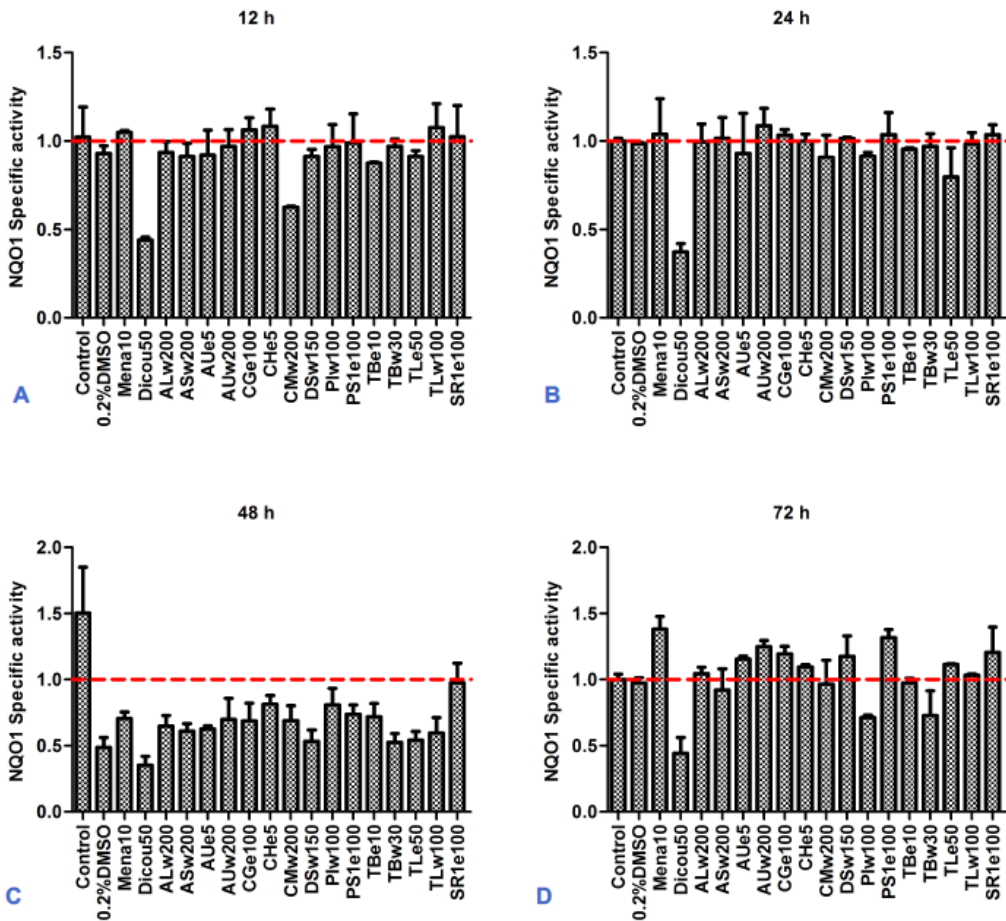 12 h
NQO1 Specific activity
1.5
1.0
0.5
0.0
Control
0.2%DMSO
Mena10
Dicou50
ALw200
ASw200
AUe5
AUw200
CGe100
CHe5
CMw200
DSw150
PIw100
PS1e100
TBe10
TBw30
TLe50
TLw100
SR1e100
A
24 h
NQO1 Specific activity
1.5
1.0
0.5
0.0
Control
0.2%DMSO
Mena10
Dicou50
ALw200
ASw200
AUe5
AUw200
CGe100
CHe5
CMw200
DSw150
PIw100
PS1e100
TBe10
TBw30
TLe50
TLw100
SR1e100
B
48 h
NQO1 Specific activity
2.0
1.5
1.0
0.5
0.0
Control
0.2%DMSO
Mena10
Dicou50
ALw200
ASw200
AUe5
AUw200
CGe100
CHe5
CMw200
DSw150
PIw100
PS1e100
TBe10
TBw30
TLe50
TLw100
SR1e100
C
72 h
NQO1 Specific activity
2.0
1.5
1.0
0.5
0.0
Control
0.2%DMSO
Mena10
Dicou50
ALw200
ASw200
AUe5
AUw200
CGe100
CHe5
CMw200
DSw150
PIw100
PS1e100
TBe10
TBw30
TLe50
TLw100
SR1e100
D